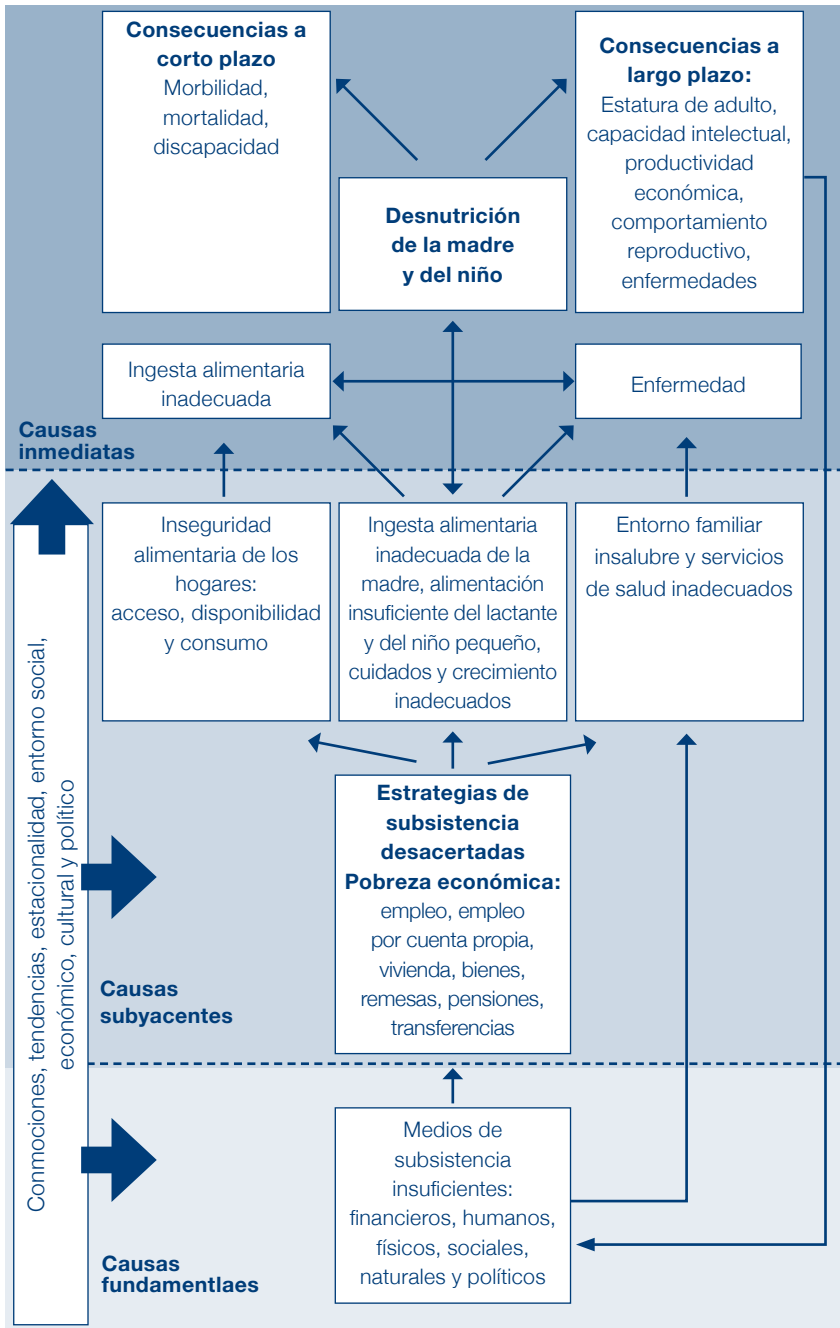 Consecuencias a
corto plazo
Morbilidad,
mortalidad,
discapacidad
Consecuencias a
largo plazo:
Estatura de adulto,
capacidad intelectual,
productividad
económica,
comportamiento
reproductivo,
enfermedades
Desnutrición
de la madre
y del niño
Ingesta alimentaria
inadecuada
Enfermedad
Causas
inmediatas
Inseguridad
alimentaria de los
hogares:
acceso, disponibilidad
y consumo
Ingesta alimentaria
inadecuada de la
madre, alimentación
insuficiente del lactante
y del niño pequeño,
cuidados y crecimiento
inadecuados
Entorno familiar
insalubre y servicios
de salud inadecuados
Conmociones, tendencias, estacionalidad, entorno social,
económico, cultural y político
Estrategias de
subsistencia
desacertadas
Pobreza económica:
empleo, empleo
por cuenta propia,
vivienda, bienes,
remesas, pensiones,
transferencias
Causas
subyacentes
Medios de
subsistencia
insuficientes:
financieros, humanos,
físicos, sociales,
naturales y políticos
Causas
fundamentlaes